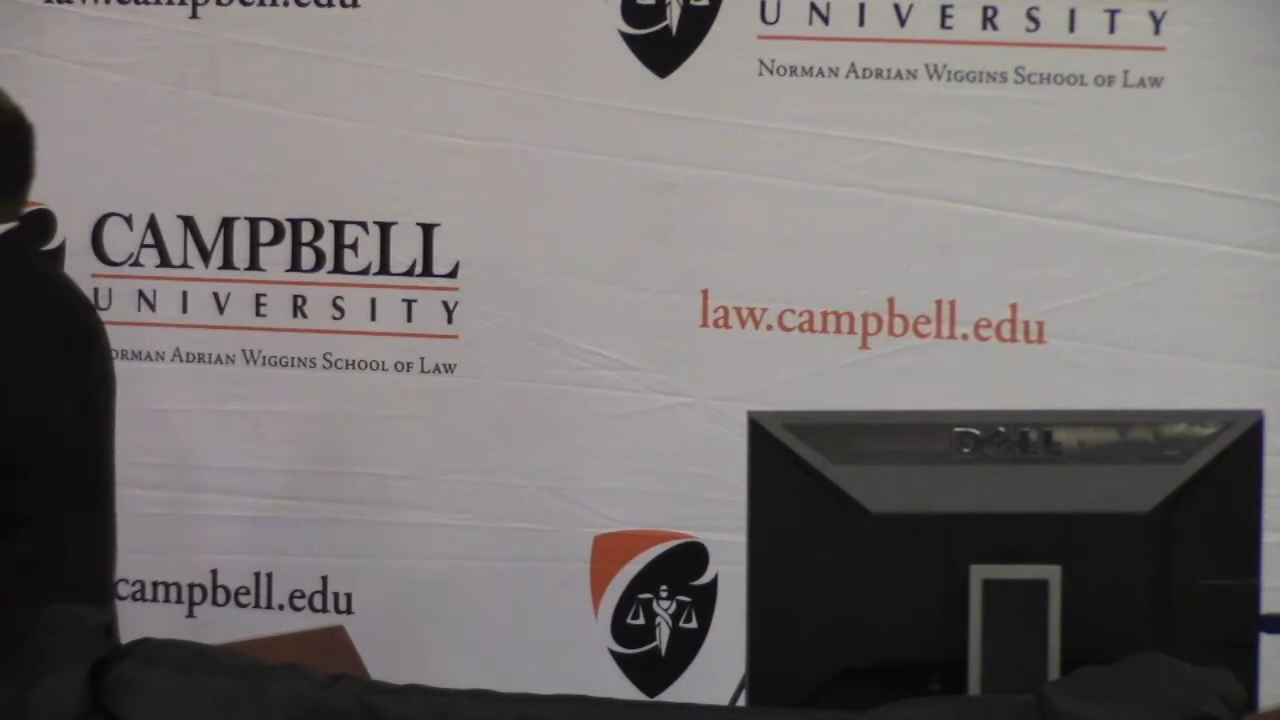 law.campbell.edu
UNIVERSITY
NORMAN ADRIAN WIGGINS SCHOOL OF LAW
CAMPBELL
UNIVERSITY
ORMAN ADRIAN WIGGINS SCHOOL OF LAW
law.campbell.edu
DELL
campbell.edu